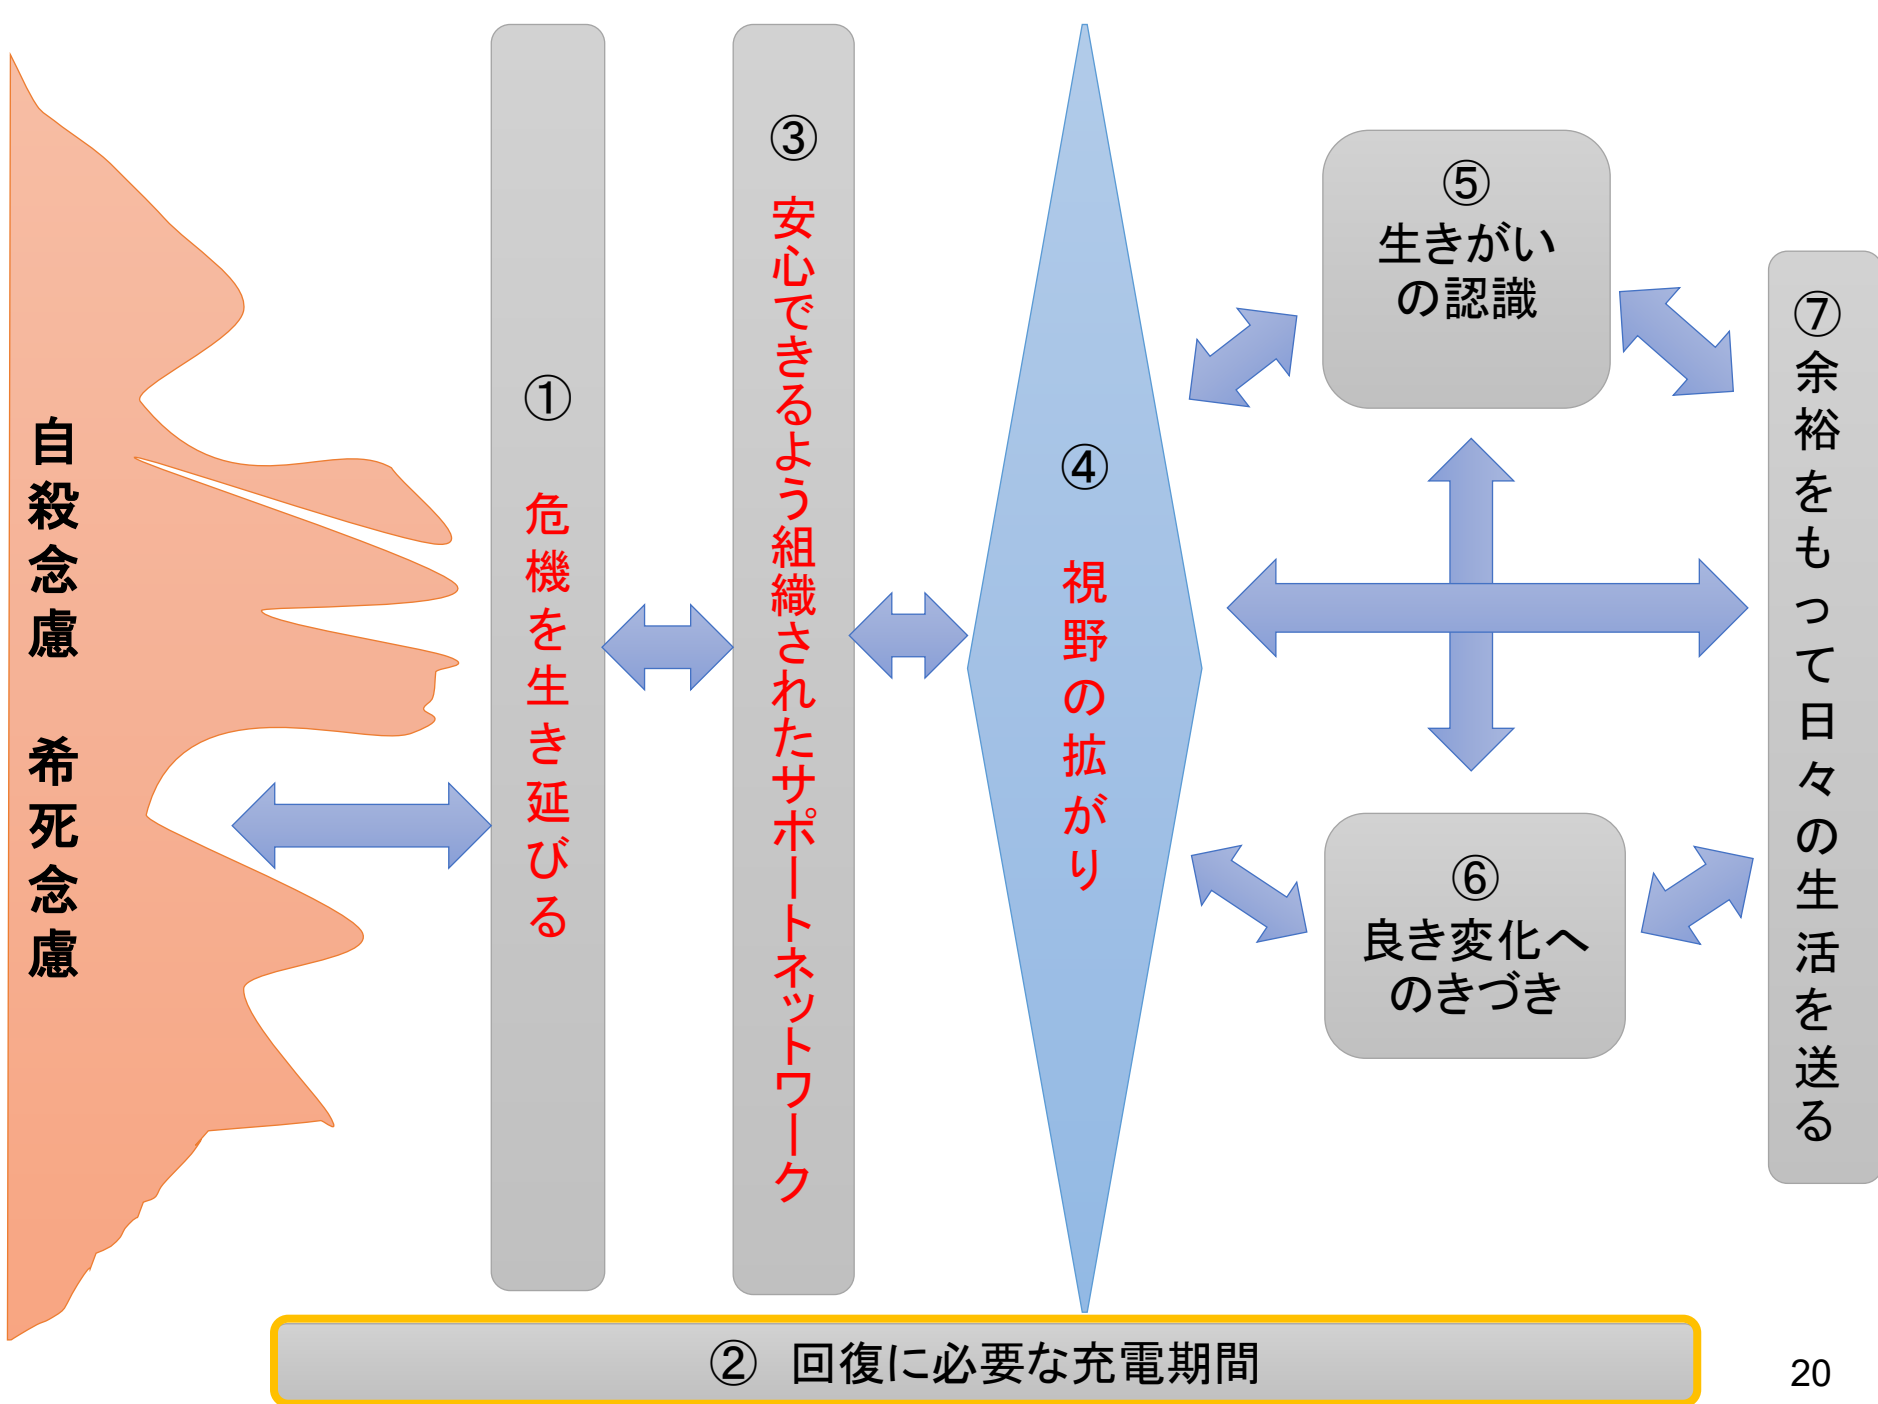 自殺念慮　希死念慮
①　危機を生き延びる
③　安心できるよう組織されたサポートネットワーク
④　視野の拡がり
⑤
生きがい
の認識
⑥
良き変化へ
のきづき
⑦余裕をもって日々の生活を送る
②　回復に必要な充電期間
20